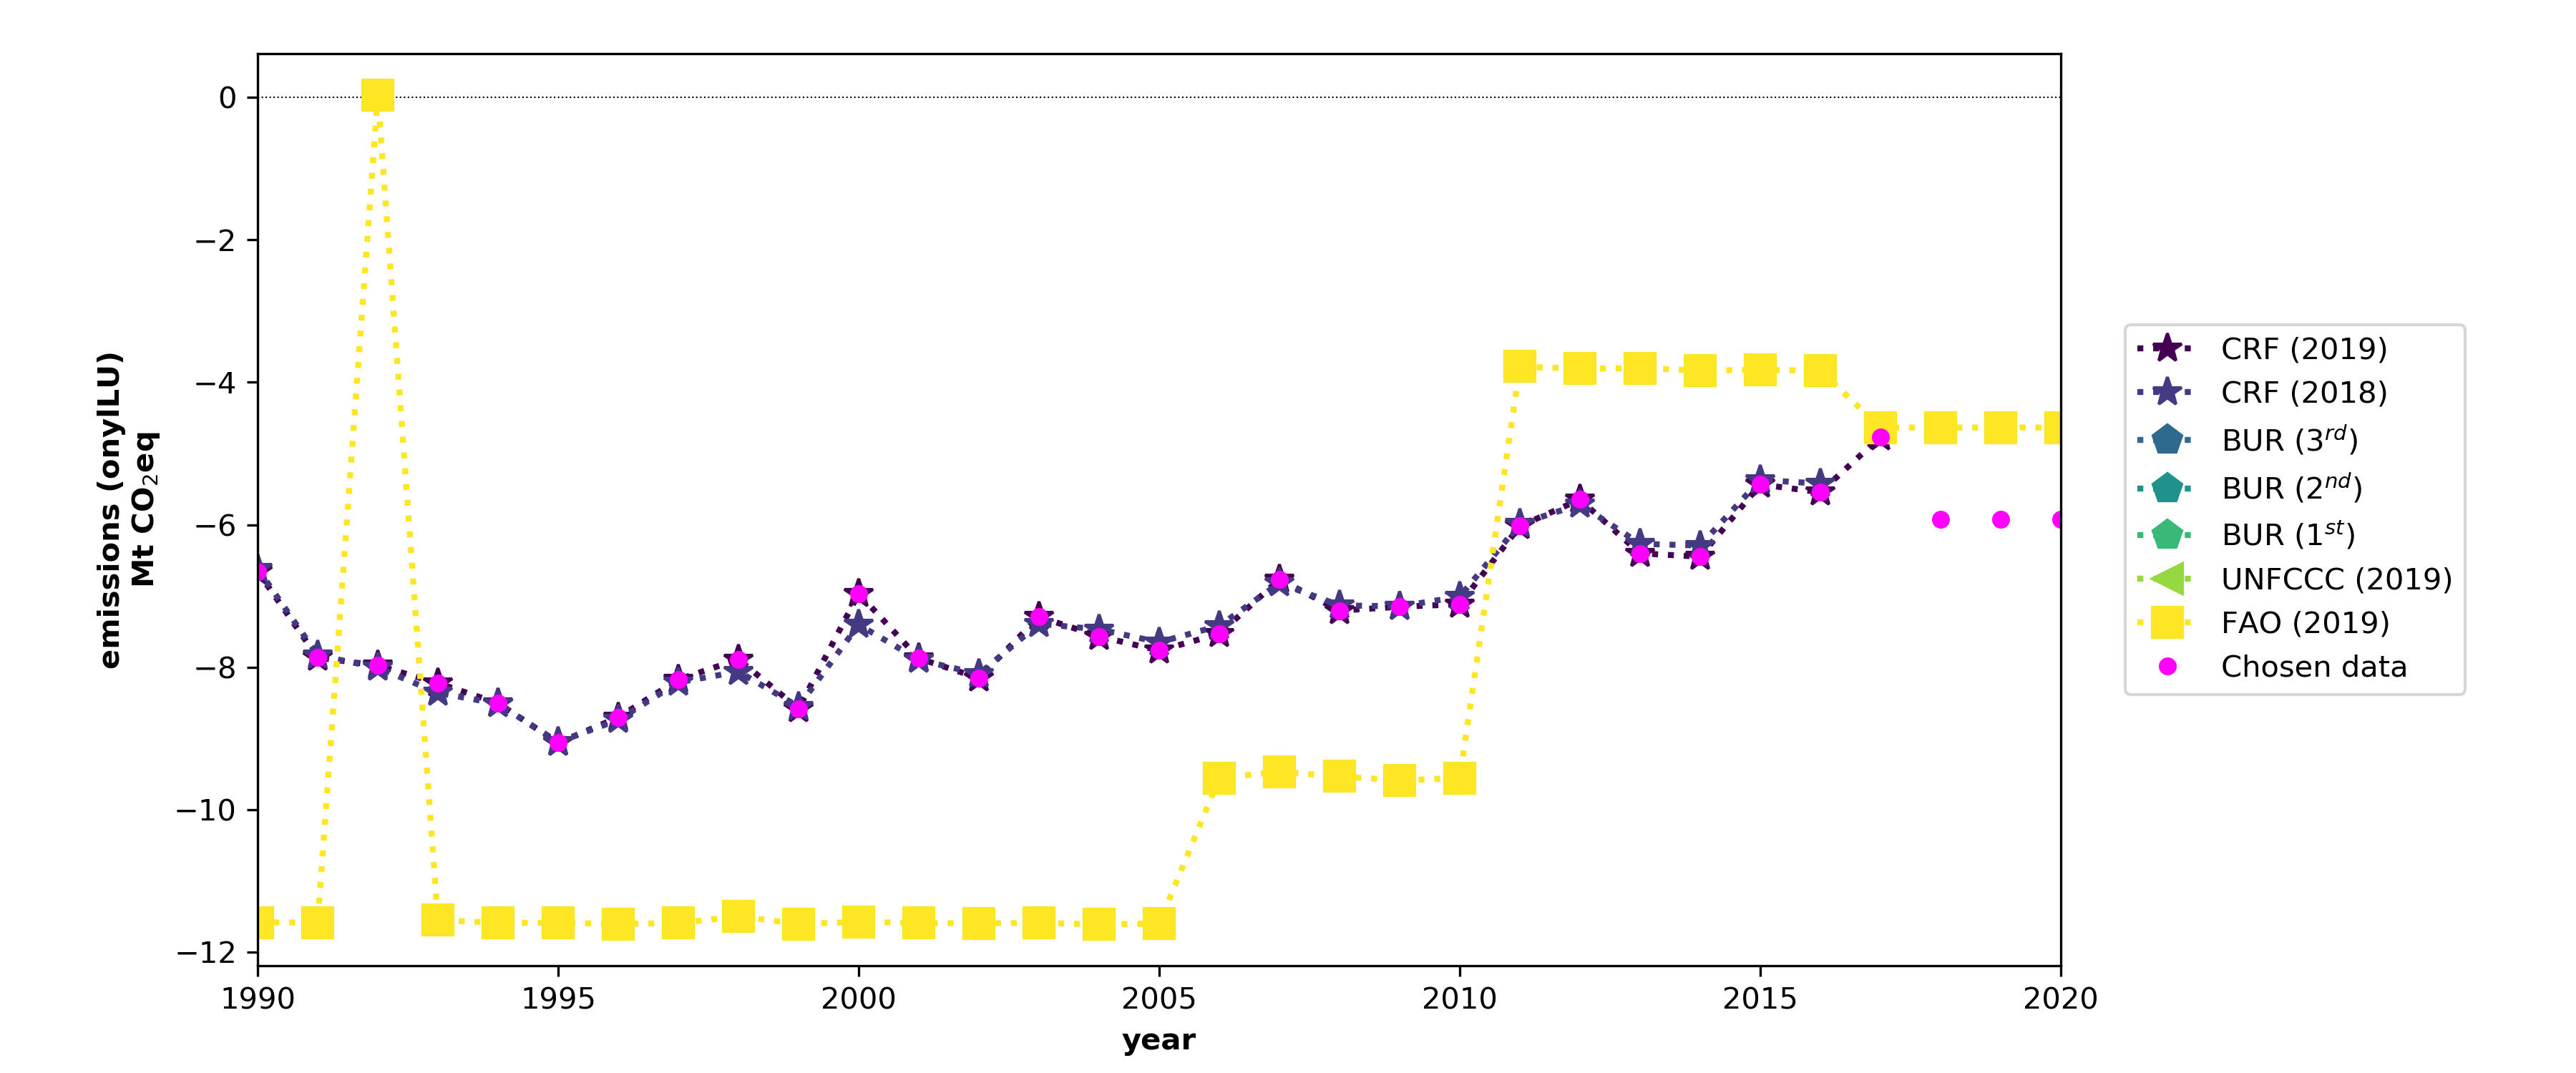 0
−2
−4
−6
−8
−10
−12
emissions (onylLU)
Mt CO₂eq
1990
1995
2000
2005
2010
2015
2020
year
CRF (2019)
CRF (2018)
BUR (3ʳᵈ)
BUR (2ⁿᵈ)
BUR (1ˢᵗ)
UNFCCC (2019)
FAO (2019)
Chosen data